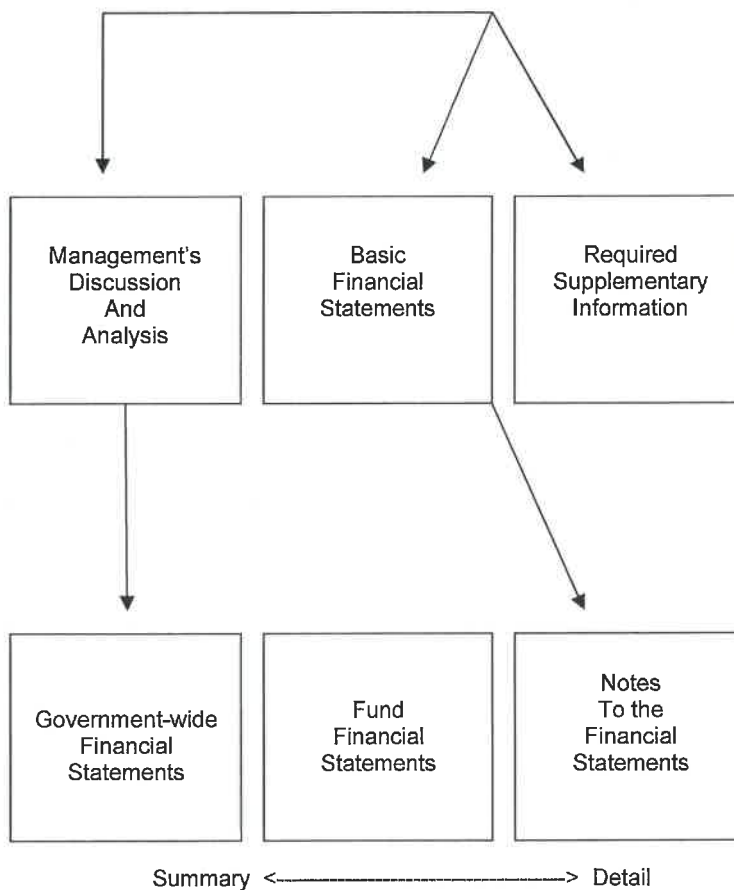 Management's
Discussion
And
Analysis
Basic
Financial
Statements
Required
Supplementary
Information
Government-wide
Financial
Statements
Fund
Financial
Statements
Notes
To the
Financial
Statements
Summary <----------------------------------> Detail